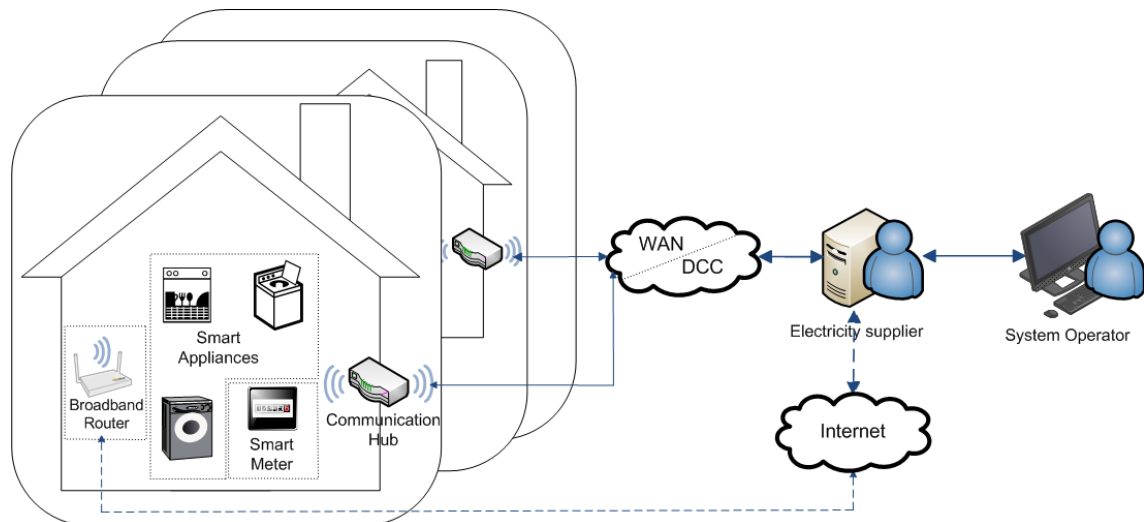 WAN
DCC
Smart
Appliances
Broadband
Router
Smart
Meter
Communication
Hub
Electricity supplier
System Operator
Internet